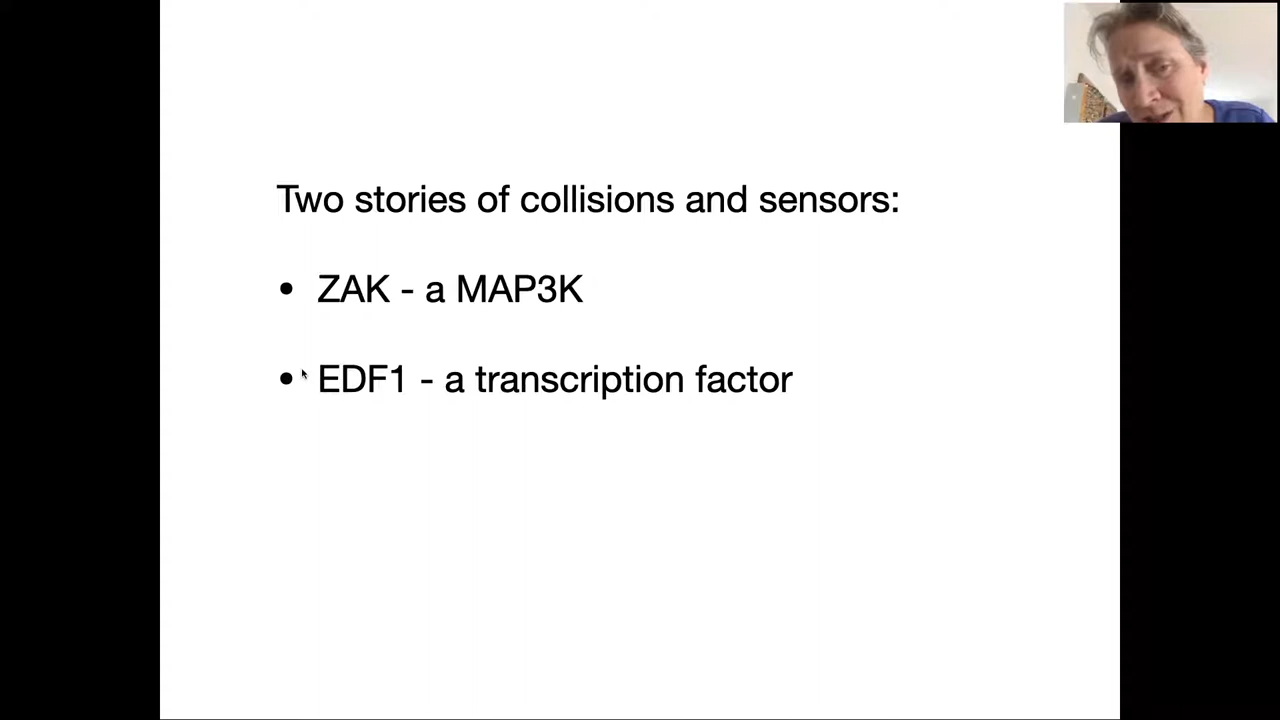 Two stories of collisions and sensors:
• ZAK - a MAP3K
• EDF1 - a transcription factor